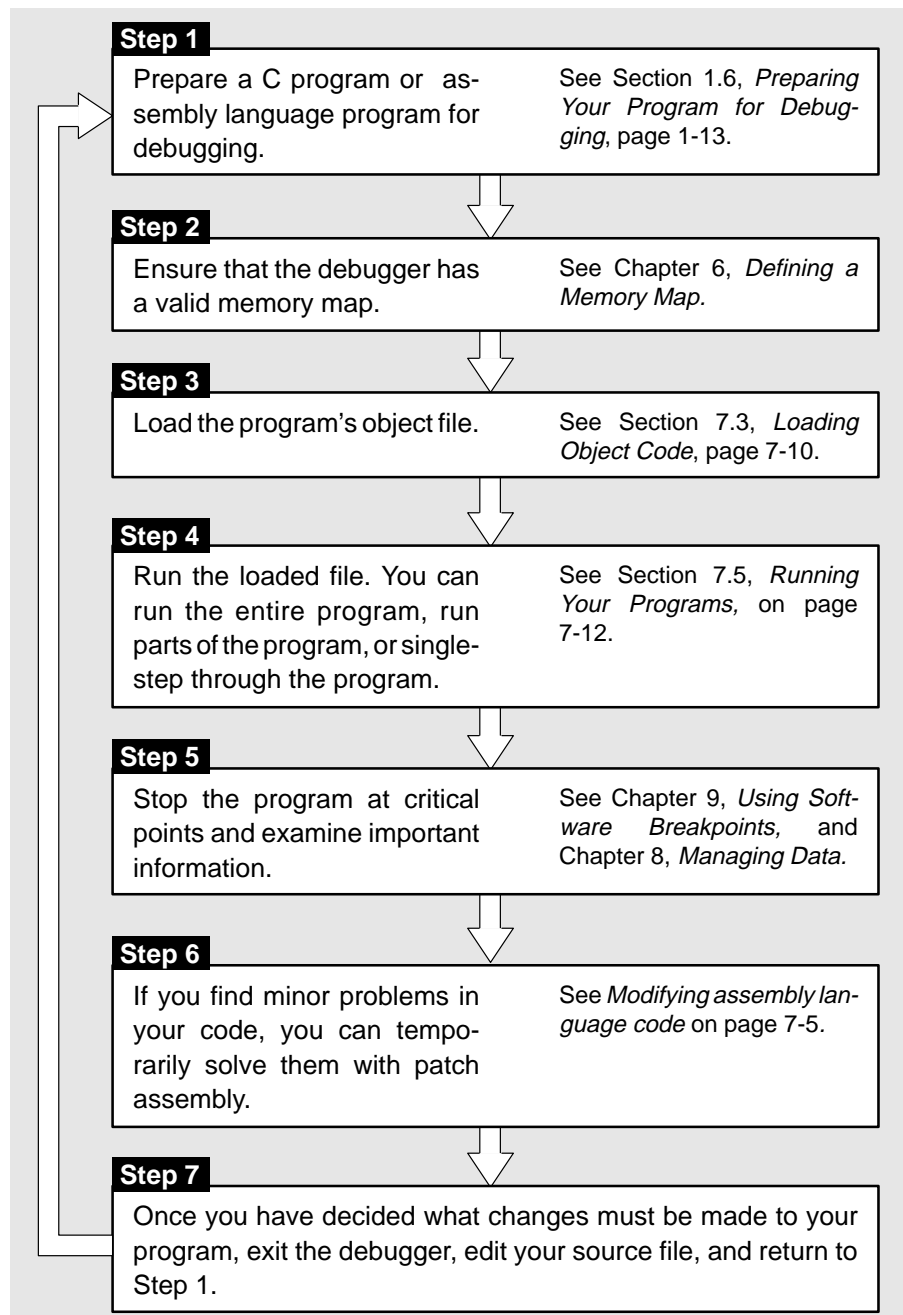 Step 1
Prepare a C program or as-
sembly language program for
debugging.
See Section 1.6, Preparing
Your Program for Debug-
ging, page 1-13.
Step 2
Ensure that the debugger has
a valid memory map.
See Chapter 6, Defining a
Memory Map.
Step 3
Load the program's object file.
See Section 7.3, Loading
Object Code, page 7-10.
Step 4
Run the loaded file. You can
run the entire program, run
parts of the program, or single-
step through the program.
See Section 7.5, Running
Your Programs, on page
7-12.
Step 5
Stop the program at critical
points and examine important
information.
See Chapter 9, Using Soft-
ware Breakpoints, and
Chapter 8, Managing Data.
Step 6
If you find minor problems in
your code, you can tempo-
rarily solve them with patch
assembly.
See Modifying assembly lan-
guage code on page 7-5.
Step 7
Once you have decided what changes must be made to your
program, exit the debugger, edit your source file, and return to
Step 1.